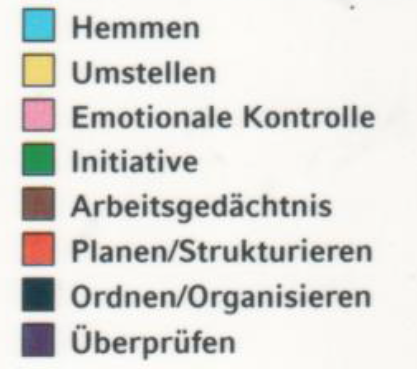 Hemmen
Umstellen
Emotionale Kontrolle
Initiative
Arbeitsgedächtnis
Planen/Strukturieren
Ordnen/Organisieren
Überprüfen